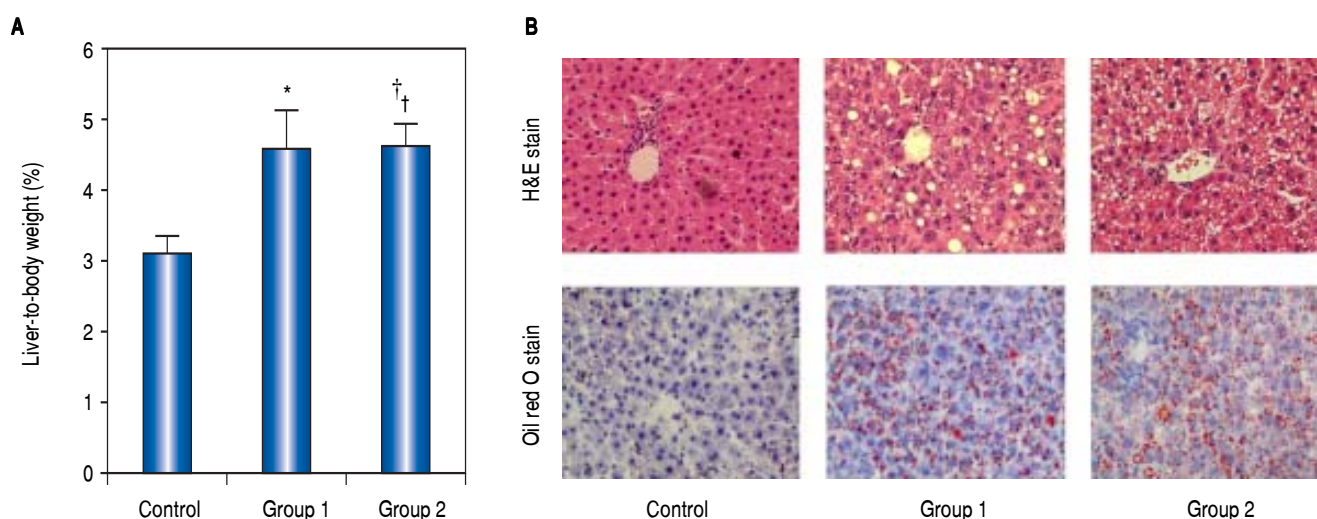 A
Liver-to-body weight (%)
6
5
4
3
2
1
0
*
†
†
Control
Group 1
Group 2
B
H&E stain
Oil red O stain
Control
Group 1
Group 2